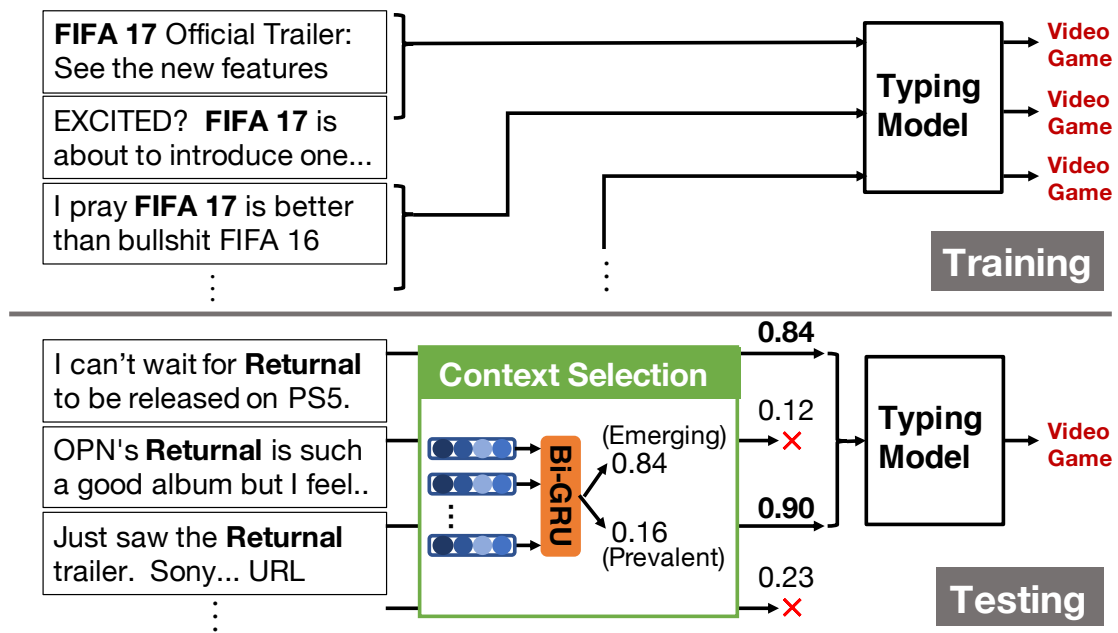 FIFA 17 Official Trailer:
See the new features
EXCITED? FIFA 17 is
about to introduce one...
I pray FIFA 17 is better
than bullshit FIFA 16
Typing
Model
Video
Game
Video
Game
Video
Game
Training
I can't wait for Returnal
to be released on PS5.
OPN's Returnal is such
a good album but I feel..
Just saw the Returnal
trailer. Sony... URL
Context Selection
Bi-GRU
(Emerging)
0.84
0.16
(Prevalent)
0.84
0.12
0.90
0.23
Typing
Model
Video
Game
Testing